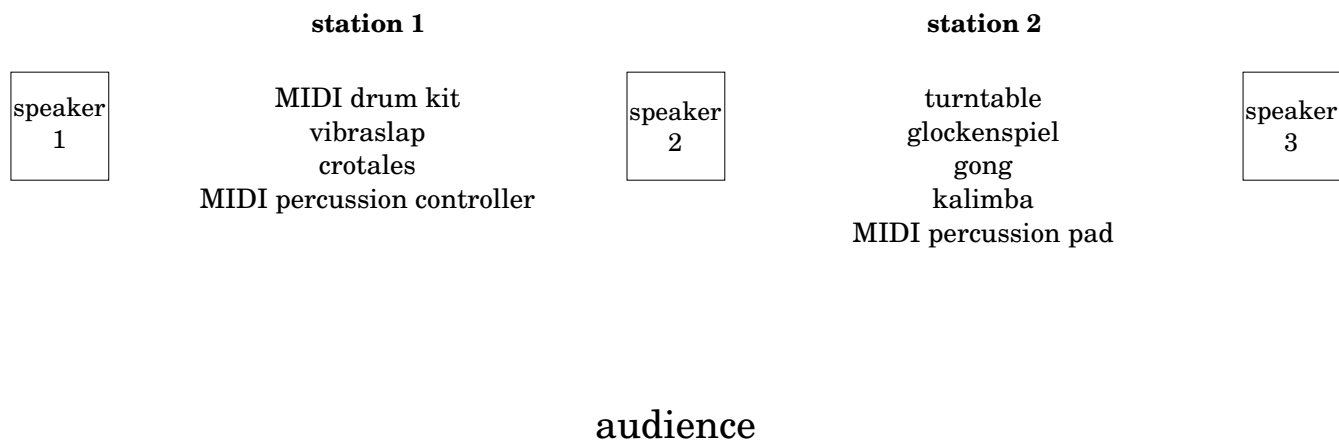 station 1
station 2
speaker
1
MIDI drum kit
vibraslap
crotales
MIDI percussion controller
speaker
2
turntable
glockenspiel
gong
kalimba
MIDI percussion pad
speaker
3
audience